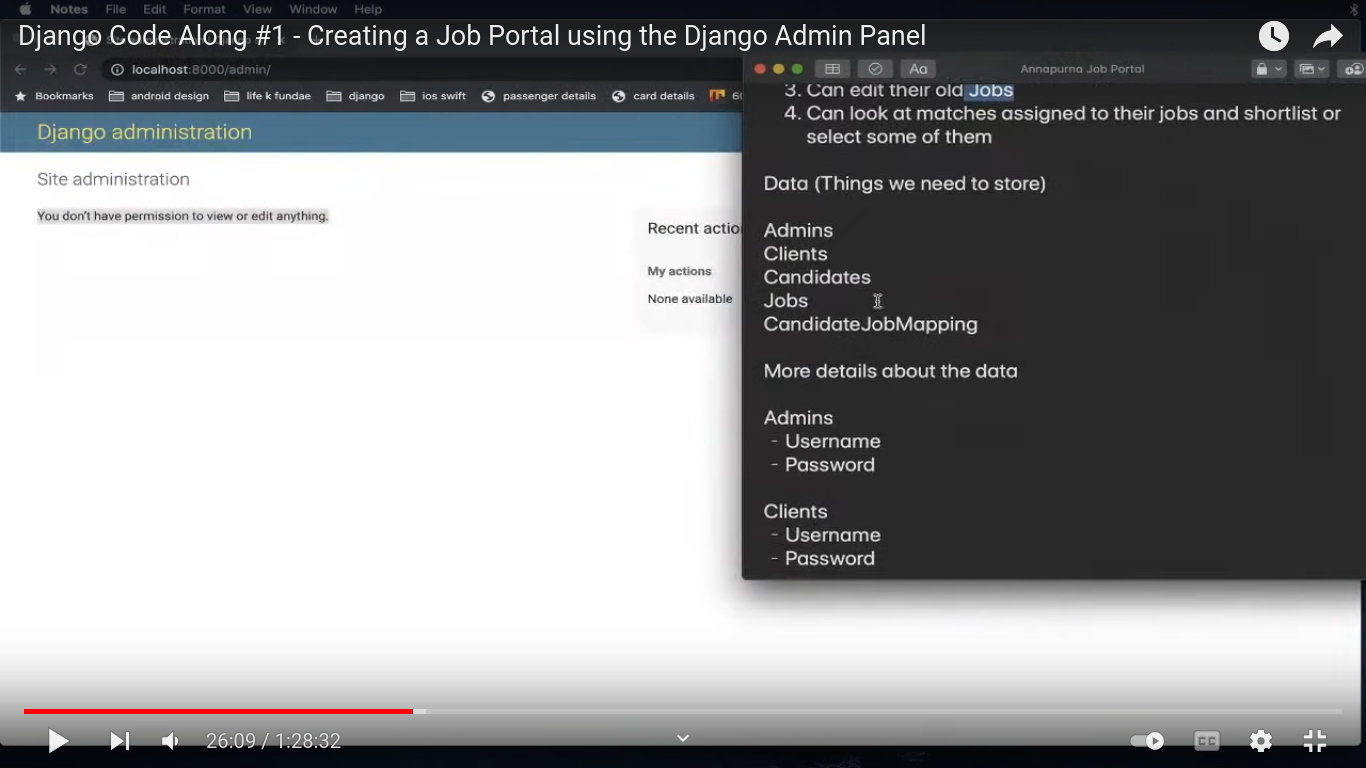 Notes File Edit Format View Window Help
Django Code Along #1 - Creating a Job Portal using the Django Admin Panel
localhost:8000/admin/
Aa
Annapurna Job Portal
Bookmarks android design life k fundae django ios swift passenger details card details
3. Can edit their old Jobs
4. Can look at matches assigned to their jobs and shortlist or
select some of them
Django administration
Site administration
You don't have permission to view or edit anything.
Recent actio
My actions
None available
Data (Things we need to store)
Admins
Clients
Candidates
Jobs
CandidateJobMapping
More details about the data
Admins
- Username
- Password
Clients
- Username
- Password
26:09 / 1:28:32
CC